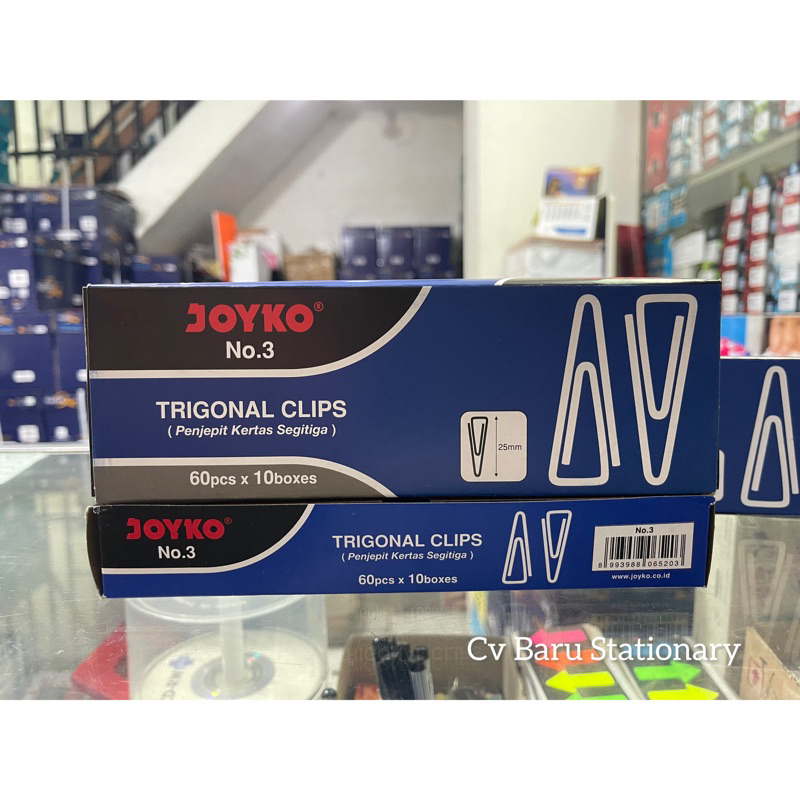 JOYKO®
No.3
TRIGONAL CLIPS
( Penjepit Kertas Segitiga )
60pcs x 10boxes
25mm
JOYKO®
No.3
TRIGONAL CLIPS
( Penjepit Kertas Segitiga )
60pcs x 10boxes
No.3
8 993988 065203
www.joyko.co.id
Cv Baru Stationary